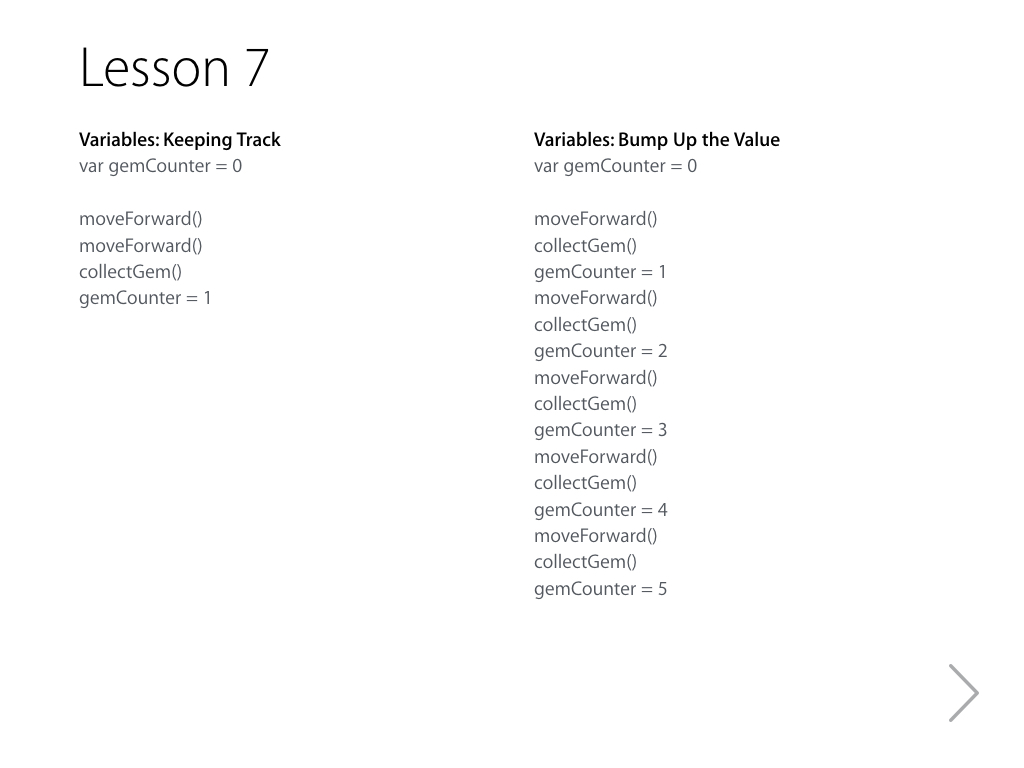 Lesson 7
Variables: Keeping Track
var gemCounter = 0
moveForward()
moveForward()
collectGem()
gemCounter = 1
Variables: Bump Up the Value
var gemCounter = 0
moveForward()
collectGem()
gemCounter = 1
moveForward()
collectGem()
gemCounter = 2
moveForward()
collectGem()
gemCounter = 3
moveForward()
collectGem()
gemCounter = 4
moveForward()
collectGem()
gemCounter = 5